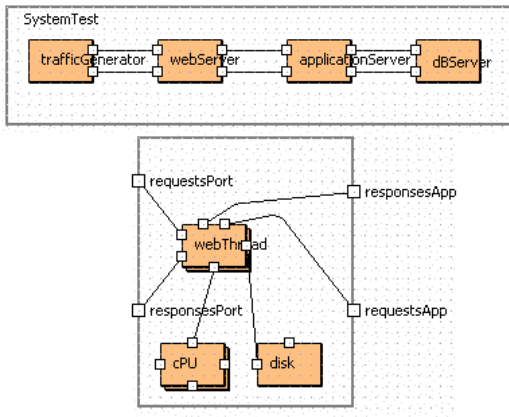 SystemTest
trafficGenerator webServer applicationServer dBServer
requestsPort
responsesApp
webThread
responsesPort requestsApp
cPU disk